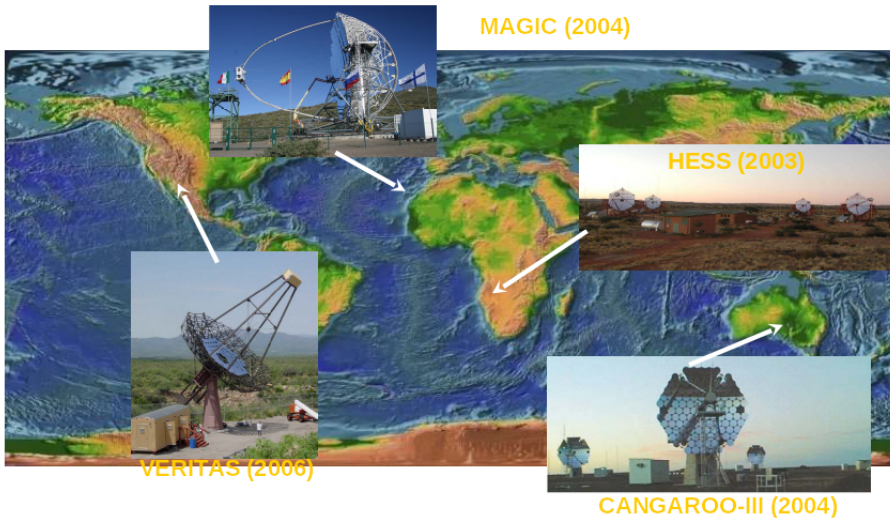 MAGIC (2004)
HESS (2003)
VERITAS (2006)
CANGAROO-III (2004)